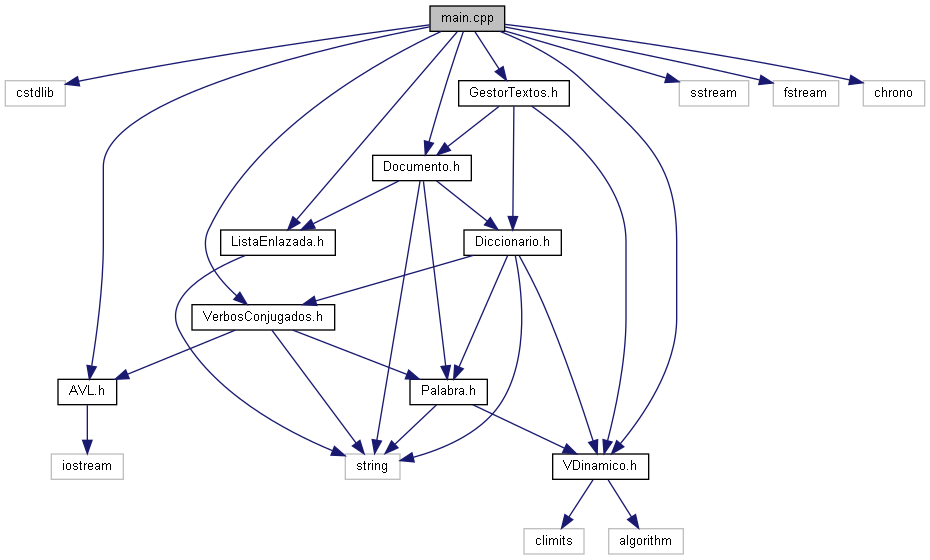 main.cpp
cstdlib
GestorTextos.h
sstream
fstream
chrono
Documento.h
ListaEnlazada.h
Diccionario.h
VerbosConjugados.h
AVL.h
Palabra.h
iostream
string
VDinamico.h
climits
algorithm